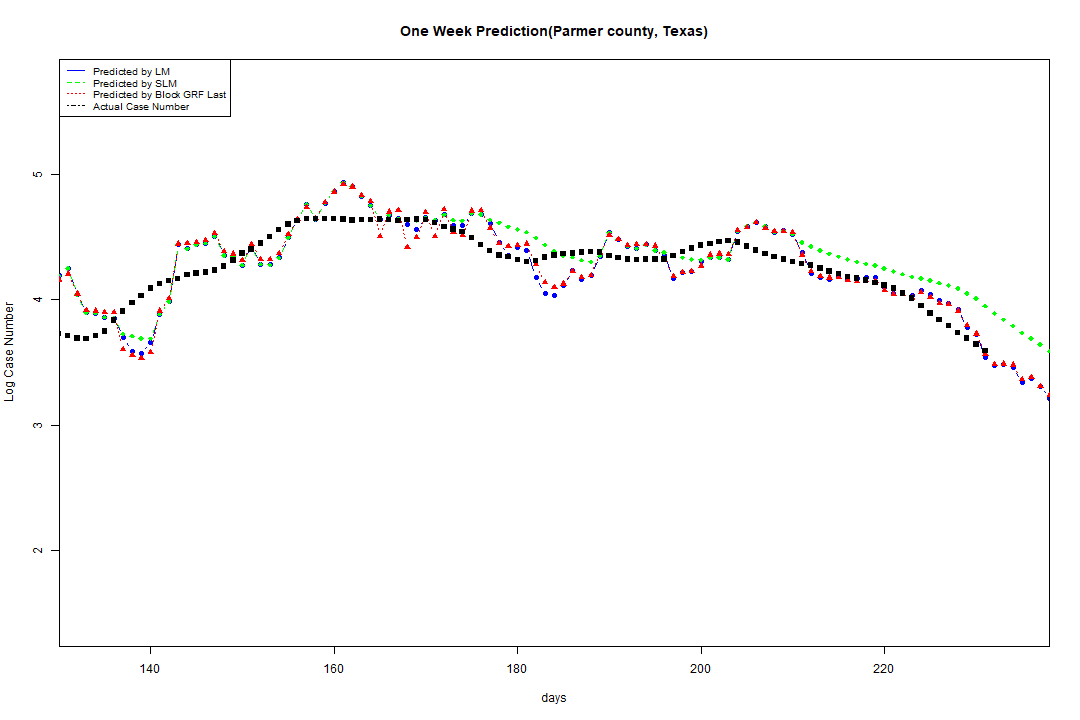 One Week Prediction(Parmer county, Texas)
Predicted by LM
Predicted by SLM
Predicted by Block GRF Last
Actual Case Number
5
4
3
2
Log Case Number
140 160 180 200 220
days